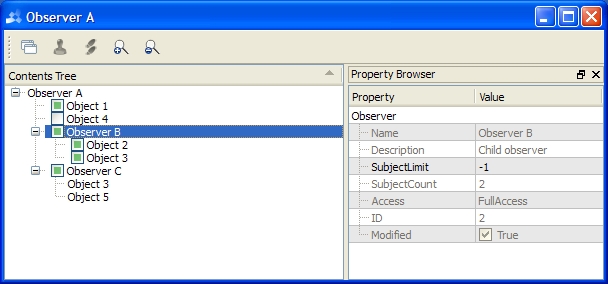 Observer A
Contents Tree
Observer A
Object 1
Object 4
Observer B
Object 2
Object 3
Observer C
Object 3
Object 5
Property Browser
Property Value
Observer
Name Observer B
Description Child observer
SubjectLimit -1
SubjectCount 2
Access FullAccess
ID 2
Modified True